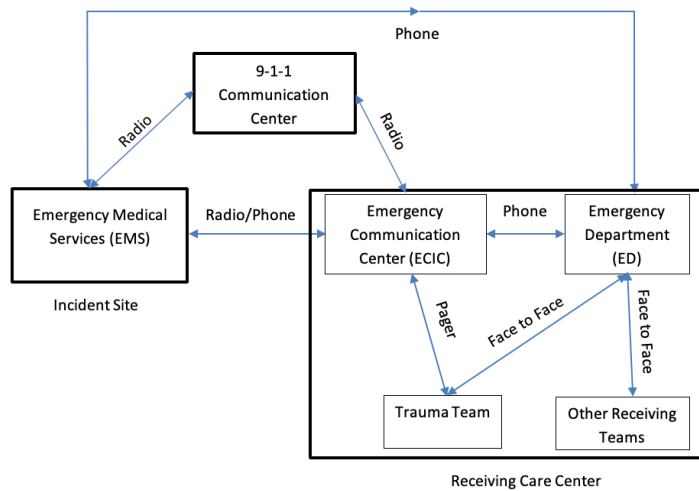 Phone
9-1-1
Communication
Center
Radio
Radio
Emergency Medical
Services (EMS)
Radio/Phone
Emergency
Communication
Center (ECIC)
Phone
Emergency
Department
(ED)
Incident Site
Pager
Face to Face
Face to Face
Trauma Team
Other Receiving
Teams
Receiving Care Center